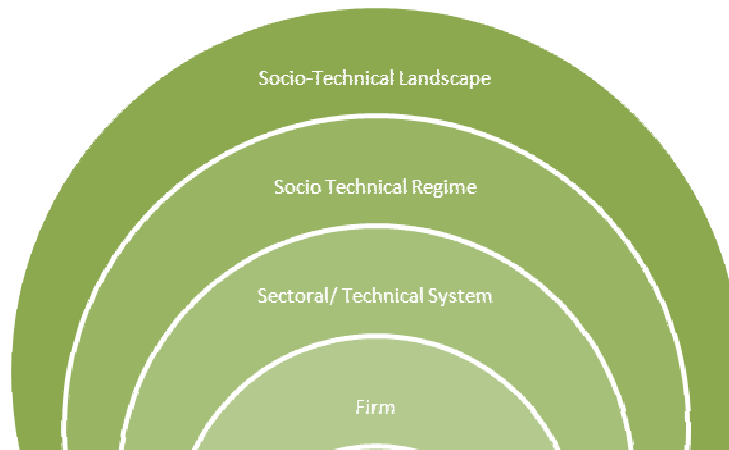 Socio-Technical Landscape
Socio Technical Regime
Sectoral/ Technical System
Firm